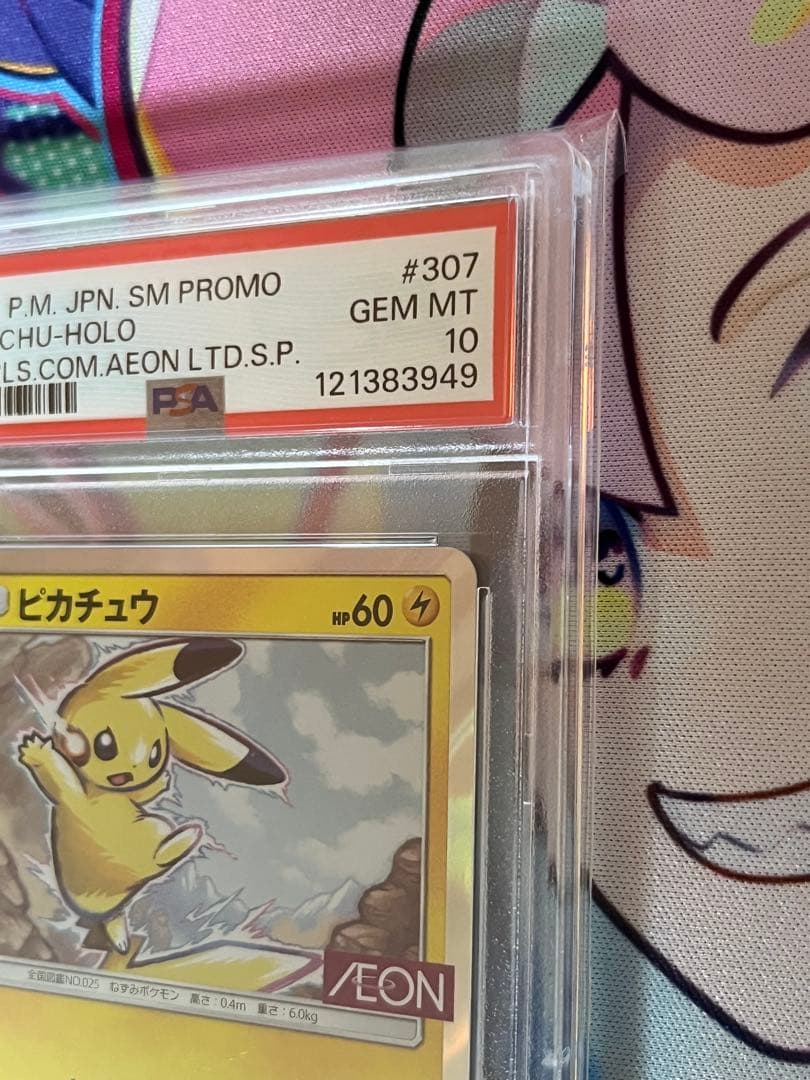 P.M. JPN. SM PROMO #307
CHU-HOLO GEM MT
LS.COM.AEON LTD.S.P. 10
PSA 121383949
ピカチュウ HP60
全国図鑑NO.025 ねずみポケモン 高さ:0.4m 重さ:6.0kg
ÆON